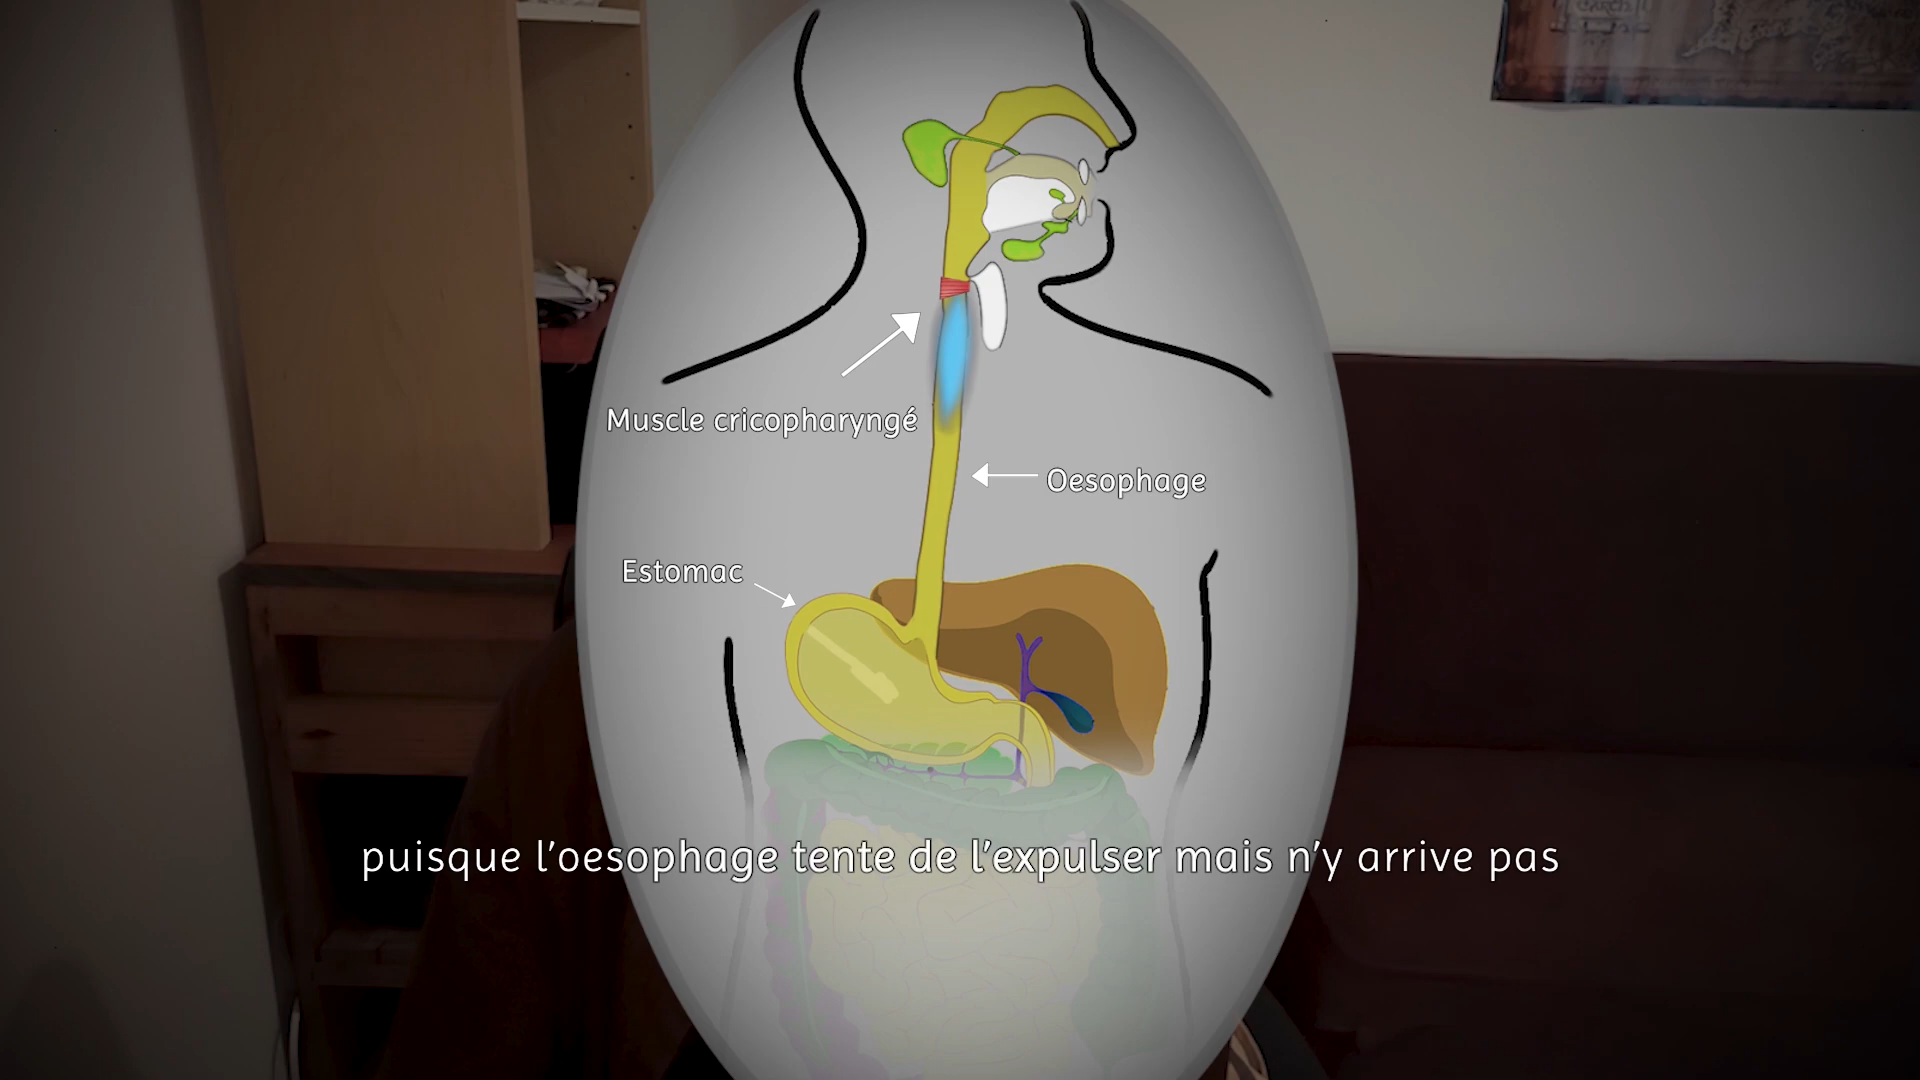 Muscle cricopharyngé
Oesophage
Estomac
puisque l'oesophage tente de l'expulser mais n'y arrive pas